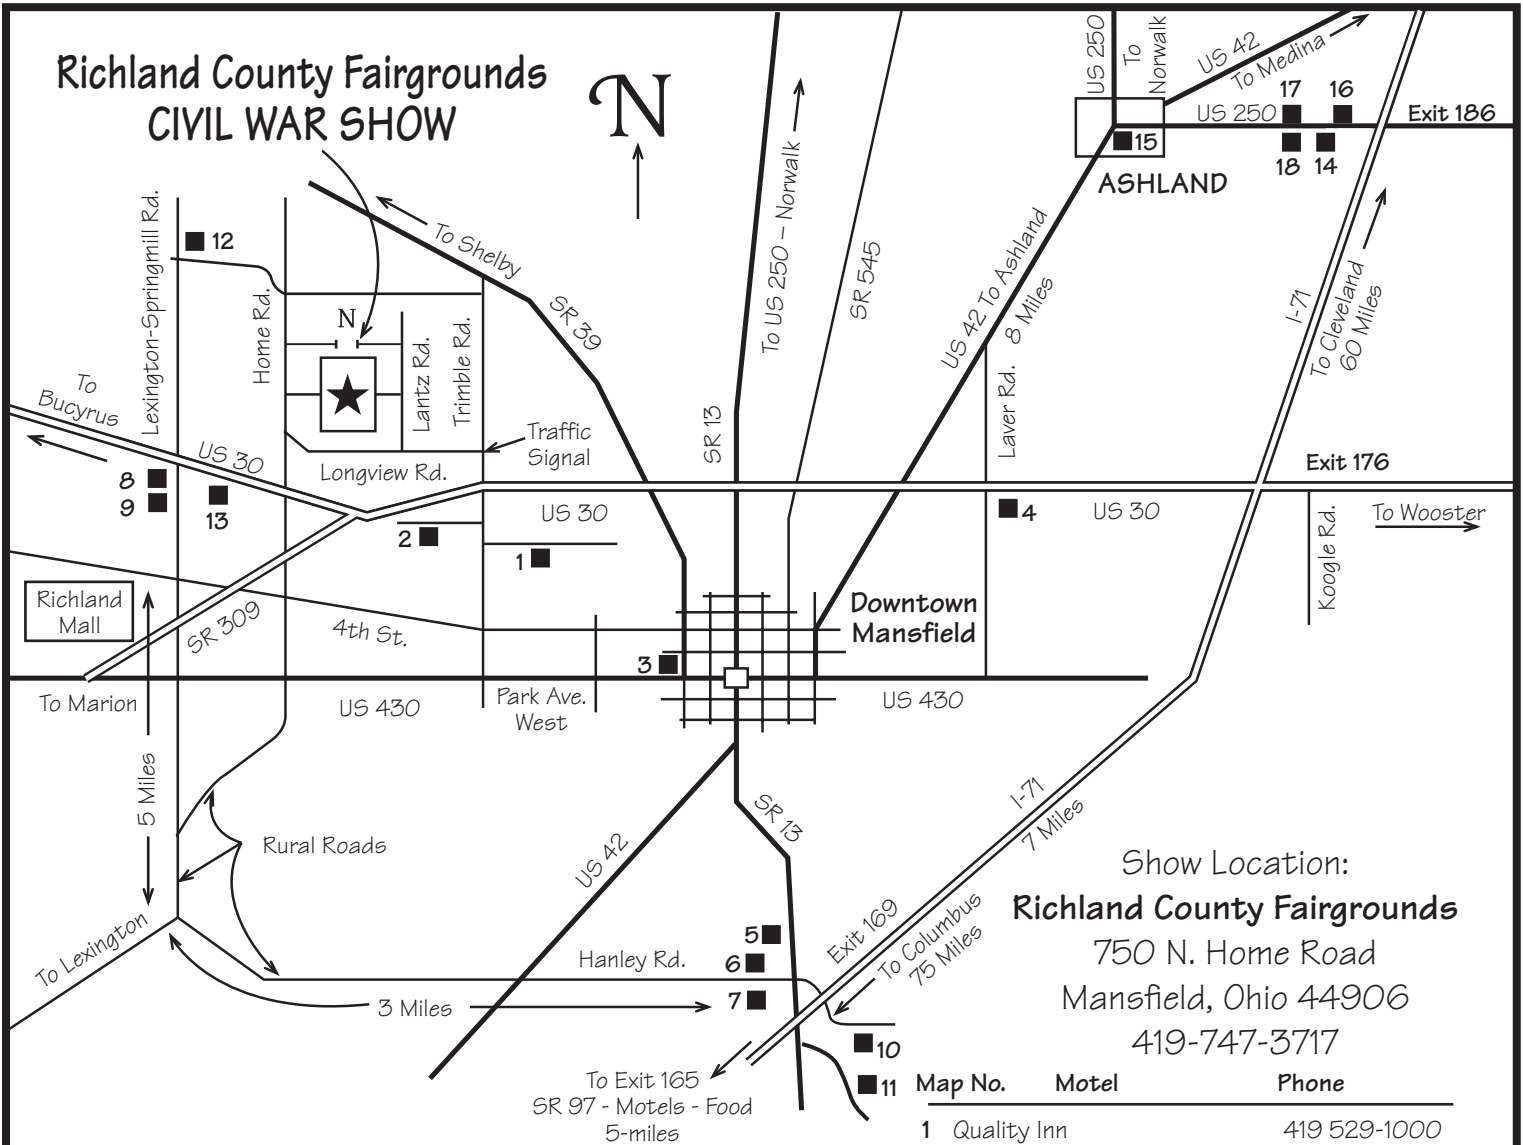 Richland County Fairgrounds
CIVIL WAR SHOW
N
US 250
To
Norwalk
US 42
To Medina
17
16
US 250
Exit 186
15
18
14
ASHLAND
Lexington-Springmill Rd.
12
Home Rd.
To Shelby
SR 39
N
Lantz Rd.
Trimble Rd.
To US 250 – Norwalk
SR 13
SR 545
US 42 To Ashland
8 Miles
Laver Rd.
I-71
To Cleveland
60 Miles
To
Bucyrus
US 30
Longview Rd.
Traffic
Signal
Exit 176
8
9
13
2
1
US 30
4
US 30
To Wooster
Koogle Rd.
Richland
Mall
SR 309
4th St.
Downtown
Mansfield
3
To Marion
US 430
Park Ave.
West
US 430
5 Miles
Rural Roads
US 42
SR 13
I-71
7 Miles
To Lexington
Hanley Rd.
5
6
7
3 Miles
Exit 169
To Columbus
75 Miles
10
11
To Exit 165
SR 97 - Motels - Food
5-miles
Show Location:
Richland County Fairgrounds
750 N. Home Road
Mansfield, Ohio 44906
419-747-3717
Map No. Motel Phone
1 Quality Inn 419 529-1000